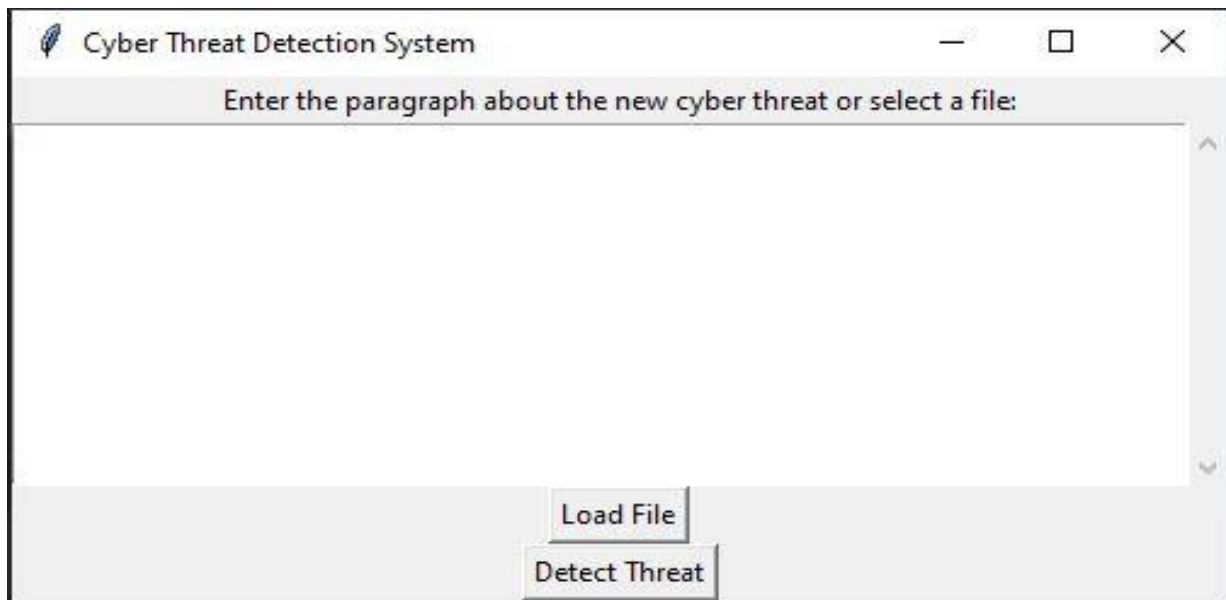 Cyber Threat Detection System
Enter the paragraph about the new cyber threat or select a file:
Load File
Detect Threat